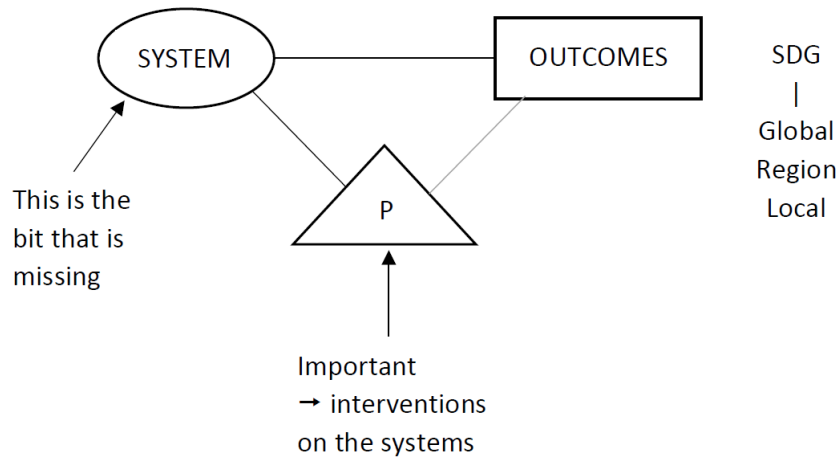 SYSTEM
OUTCOMES
SDG
|
Global
Region
Local
This is the
bit that is
missing
P
Important
→ interventions
on the systems